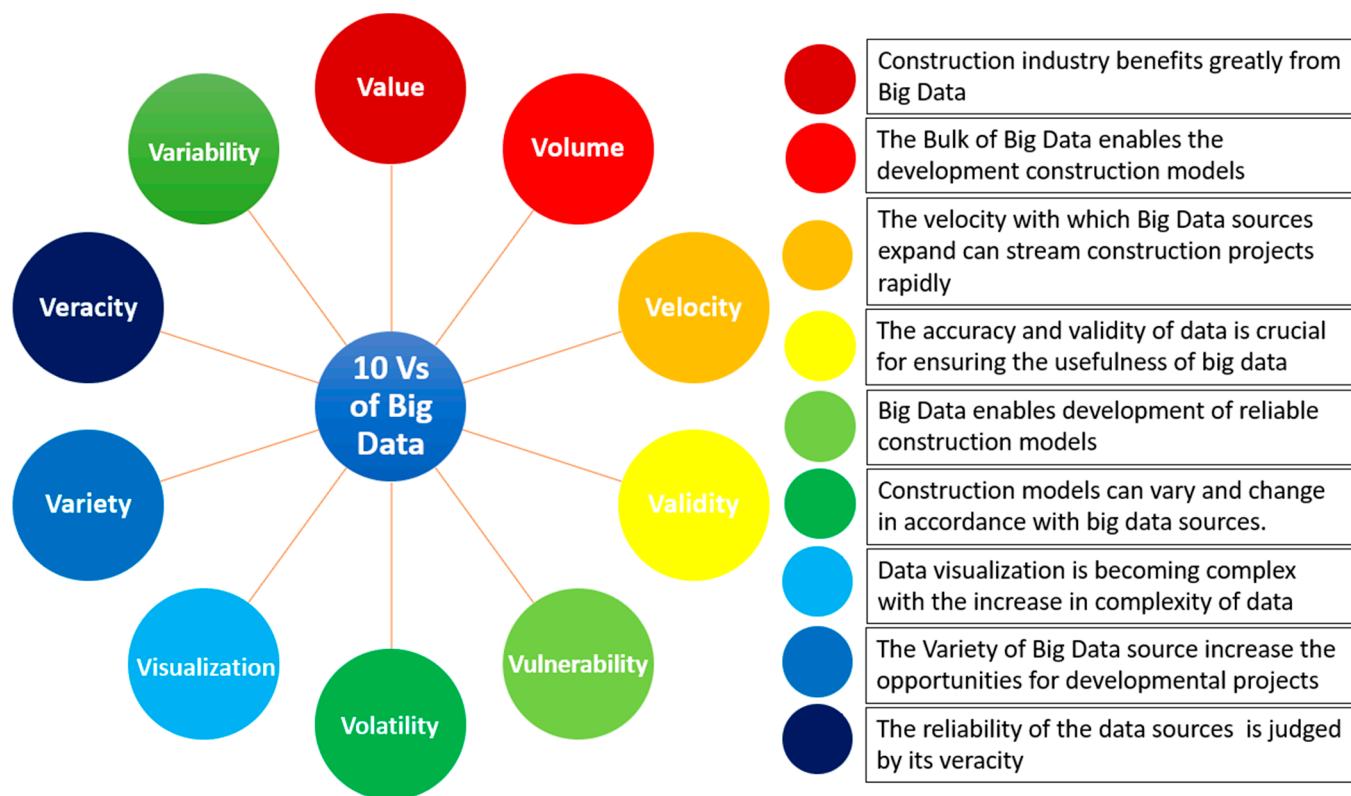 Value
Volume
Velocity
Validity
Vulnerability
Volatility
Visualization
Variety
Veracity
Variability
10 Vs
of Big
Data
Construction industry benefits greatly from
Big Data
The Bulk of Big Data enables the
development construction models
The velocity with which Big Data sources
expand can stream construction projects
rapidly
The accuracy and validity of data is crucial
for ensuring the usefulness of big data
Big Data enables development of reliable
construction models
Construction models can vary and change
in accordance with big data sources.
Data visualization is becoming complex
with the increase in complexity of data
The Variety of Big Data source increase the
opportunities for developmental projects
The reliability of the data sources is judged
by its veracity